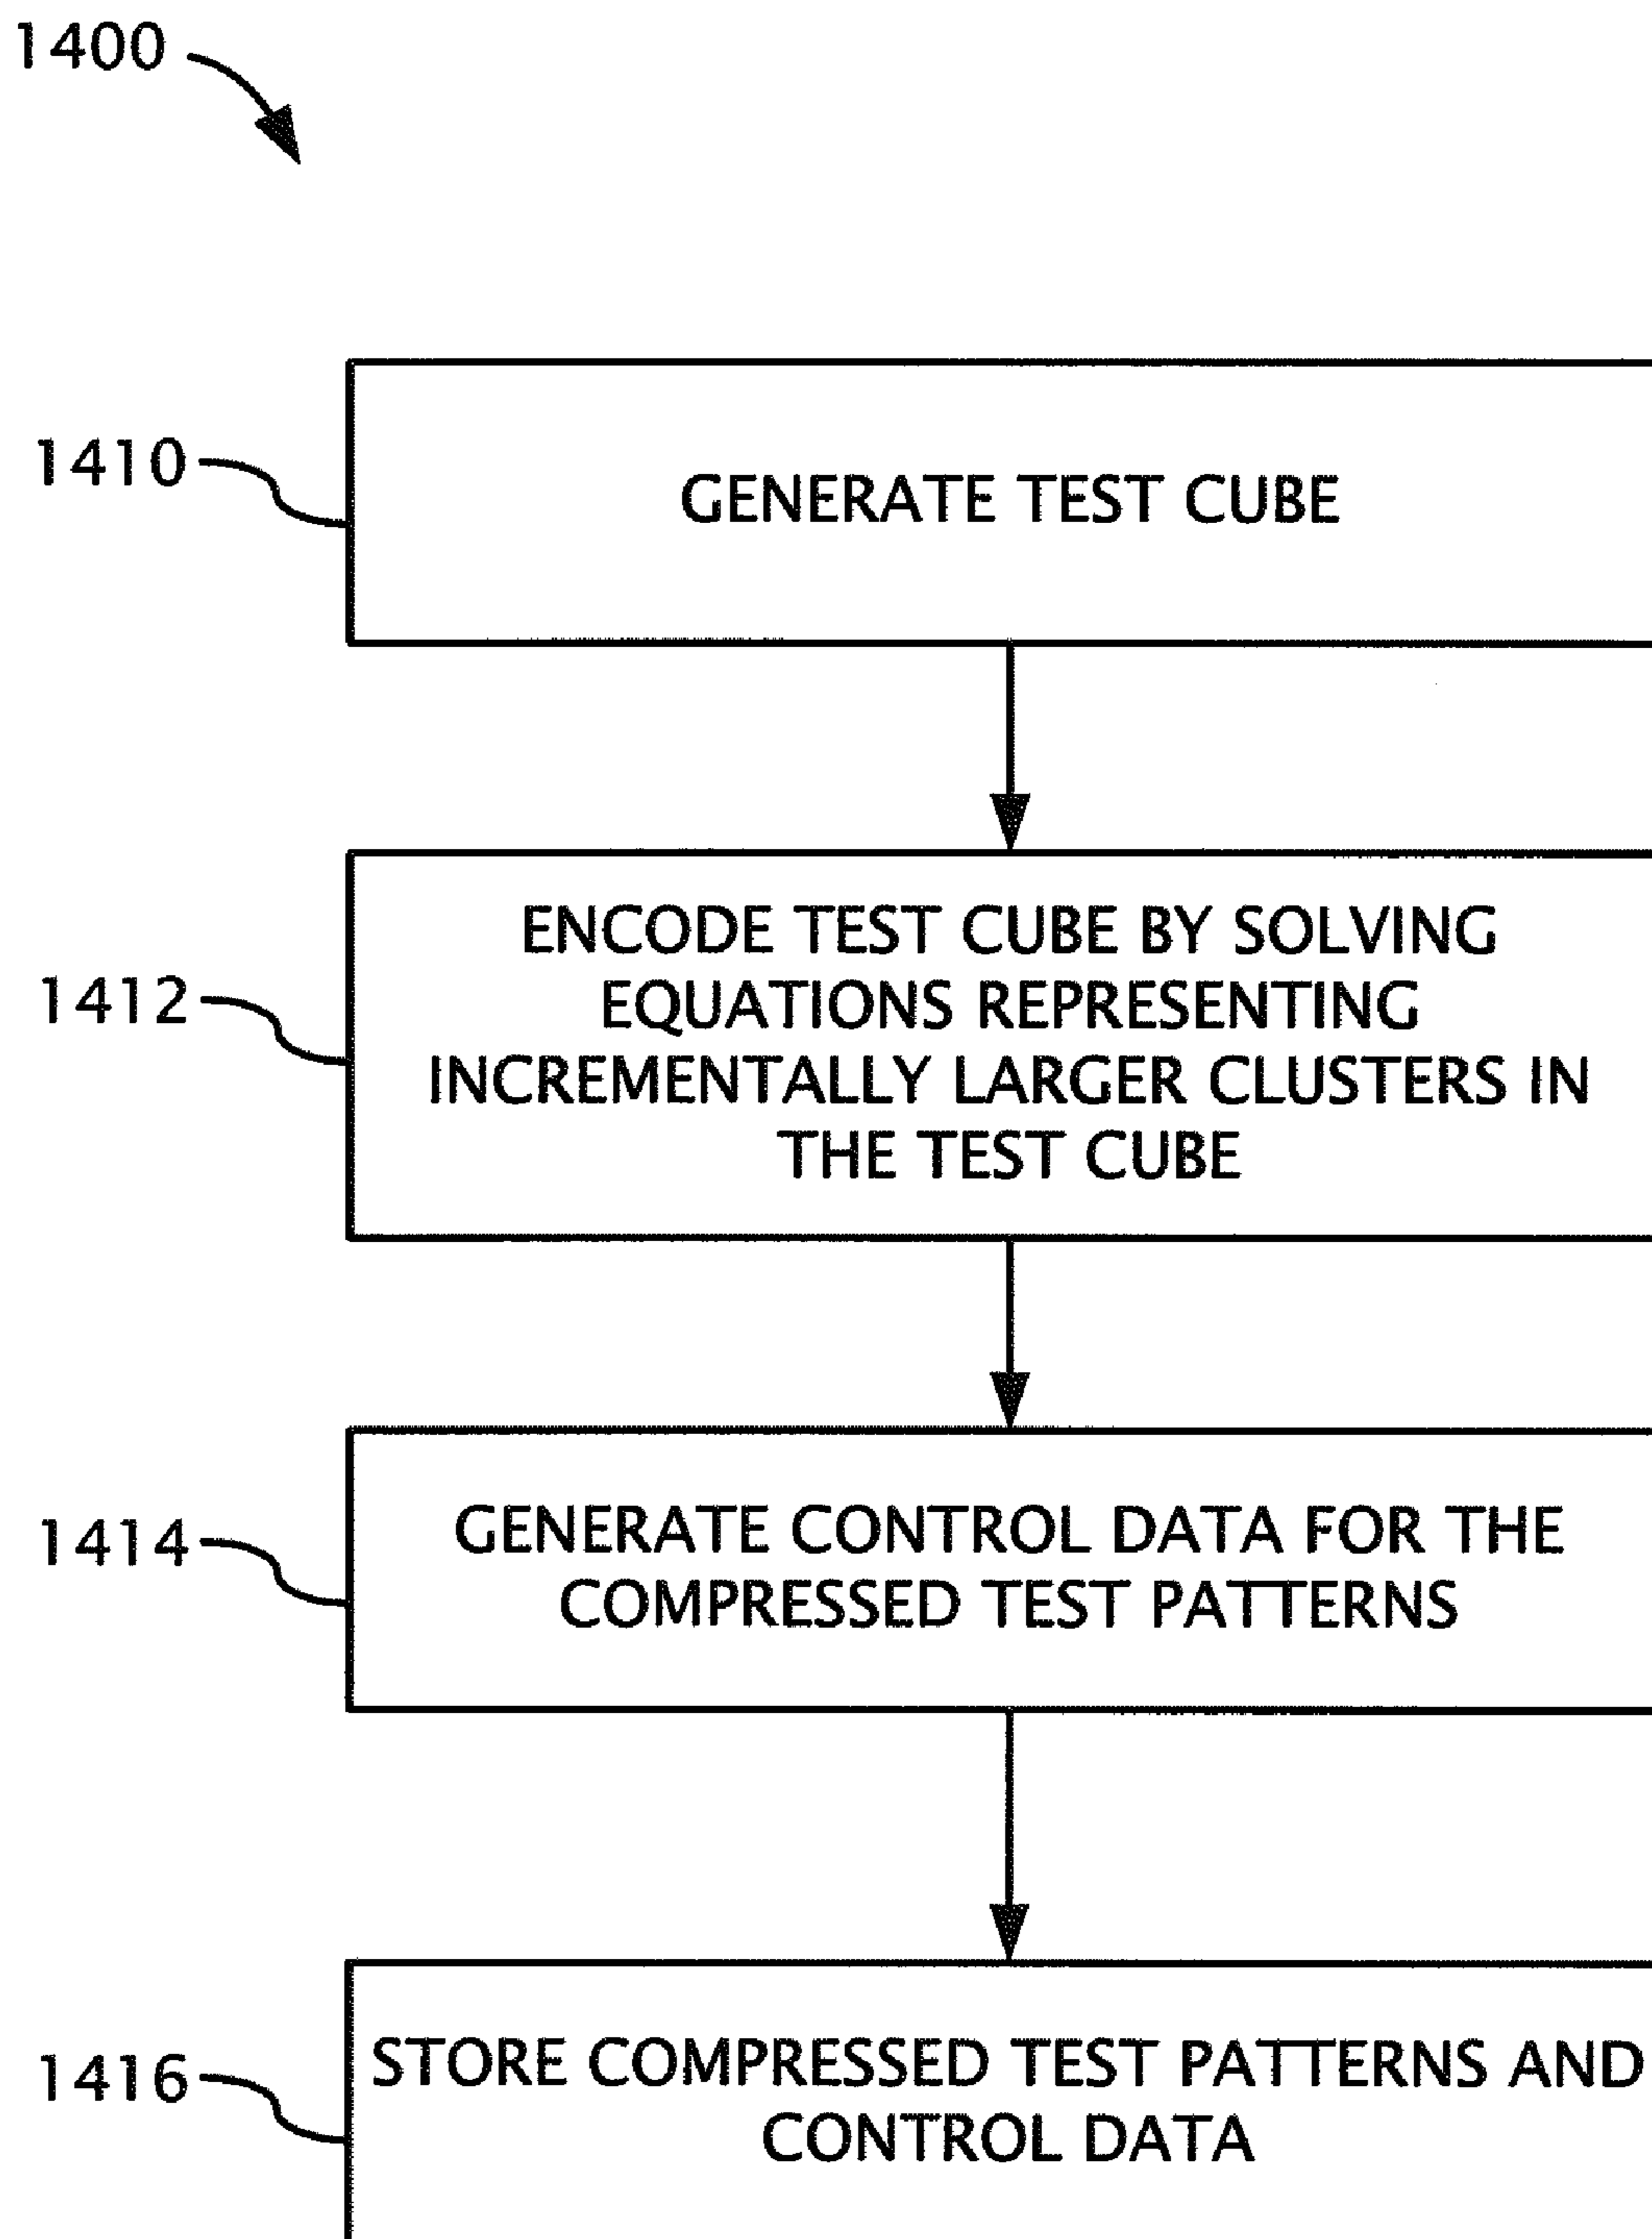 1400
1410
GENERATE TEST CUBE
1412
ENCODE TEST CUBE BY SOLVING
EQUATIONS REPRESENTING
INCREMENTALLY LARGER CLUSTERS IN
THE TEST CUBE
1414
GENERATE CONTROL DATA FOR THE
COMPRESSED TEST PATTERNS
1416
STORE COMPRESSED TEST PATTERNS AND
CONTROL DATA